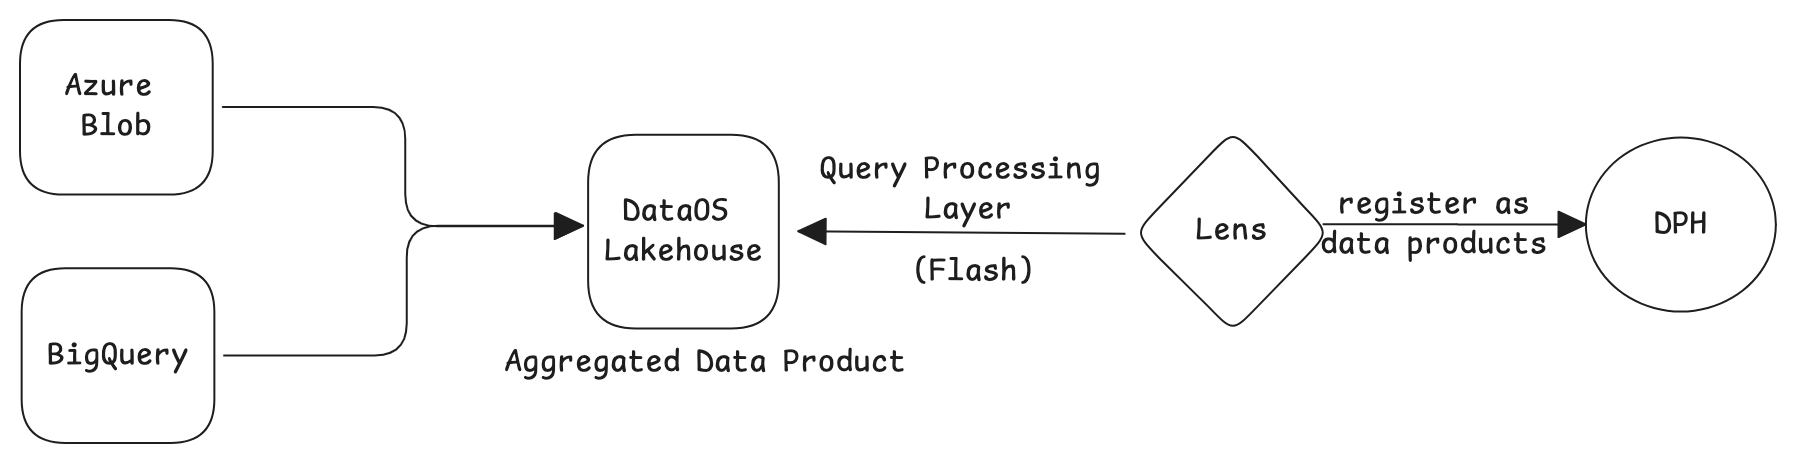 Azure
Blob
BigQuery
DataOS
Lakehouse
Aggregated Data Product
Query Processing
Layer
(Flash)
Lens
register as
data products
DPH